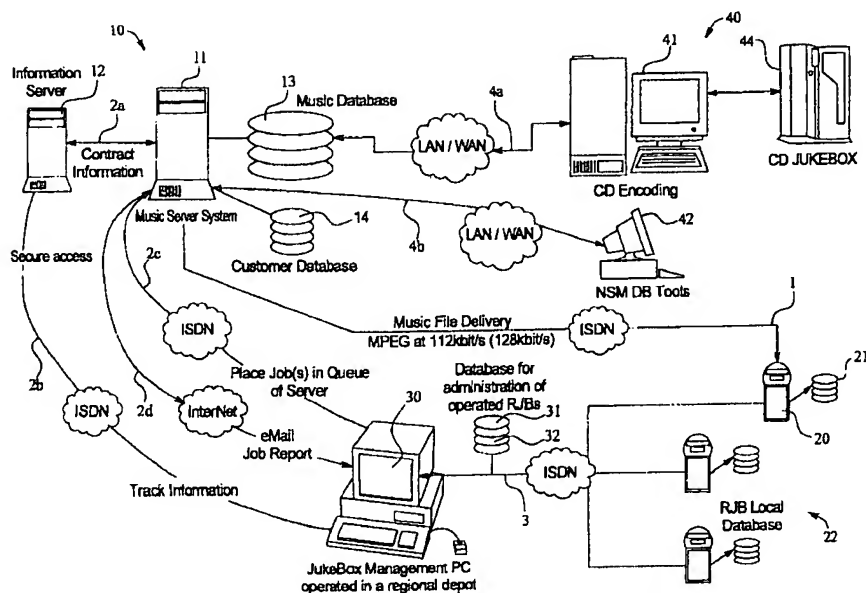 10
11
40
41
44
Information
Server
12
2a
13
Music Database
4a
LAN / WAN
Contract
Information
CD Encoding
CD JUKEBOX
Music Server System
14
4b
LAN / WAN
42
Secure access
2c
Customer Database
NSM DB Tools
1
ISDN
Music File Delivery
MPEG at 112kbit/s (128kbit/s)
ISDN
21
2b
Place Job(s) in Queue
of Server
Database for
administration of
operated RJBs
31
32
20
ISDN
2d
InterNet
30
eMail
Job Report
ISDN
Track Information
3
RJB Local
Database
22
JukeBox Management PC
operated in a regional depot